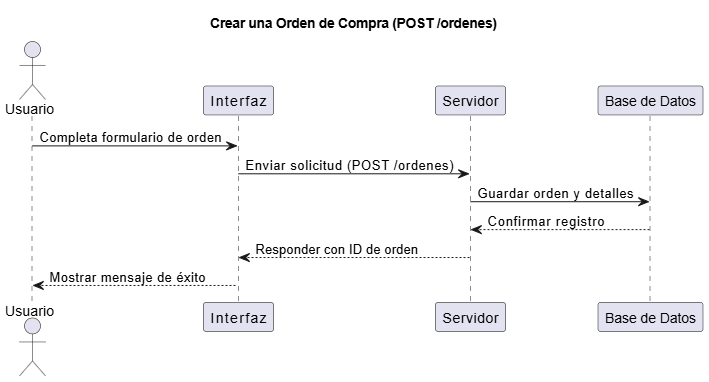 Crear una Orden de Compra (POST /ordenes)
Usuario
Interfaz
Servidor
Base de Datos
Completa formulario de orden
Enviar solicitud (POST /ordenes)
Guardar orden y detalles
Confirmar registro
Responder con ID de orden
Mostrar mensaje de éxito
Usuario
Interfaz
Servidor
Base de Datos